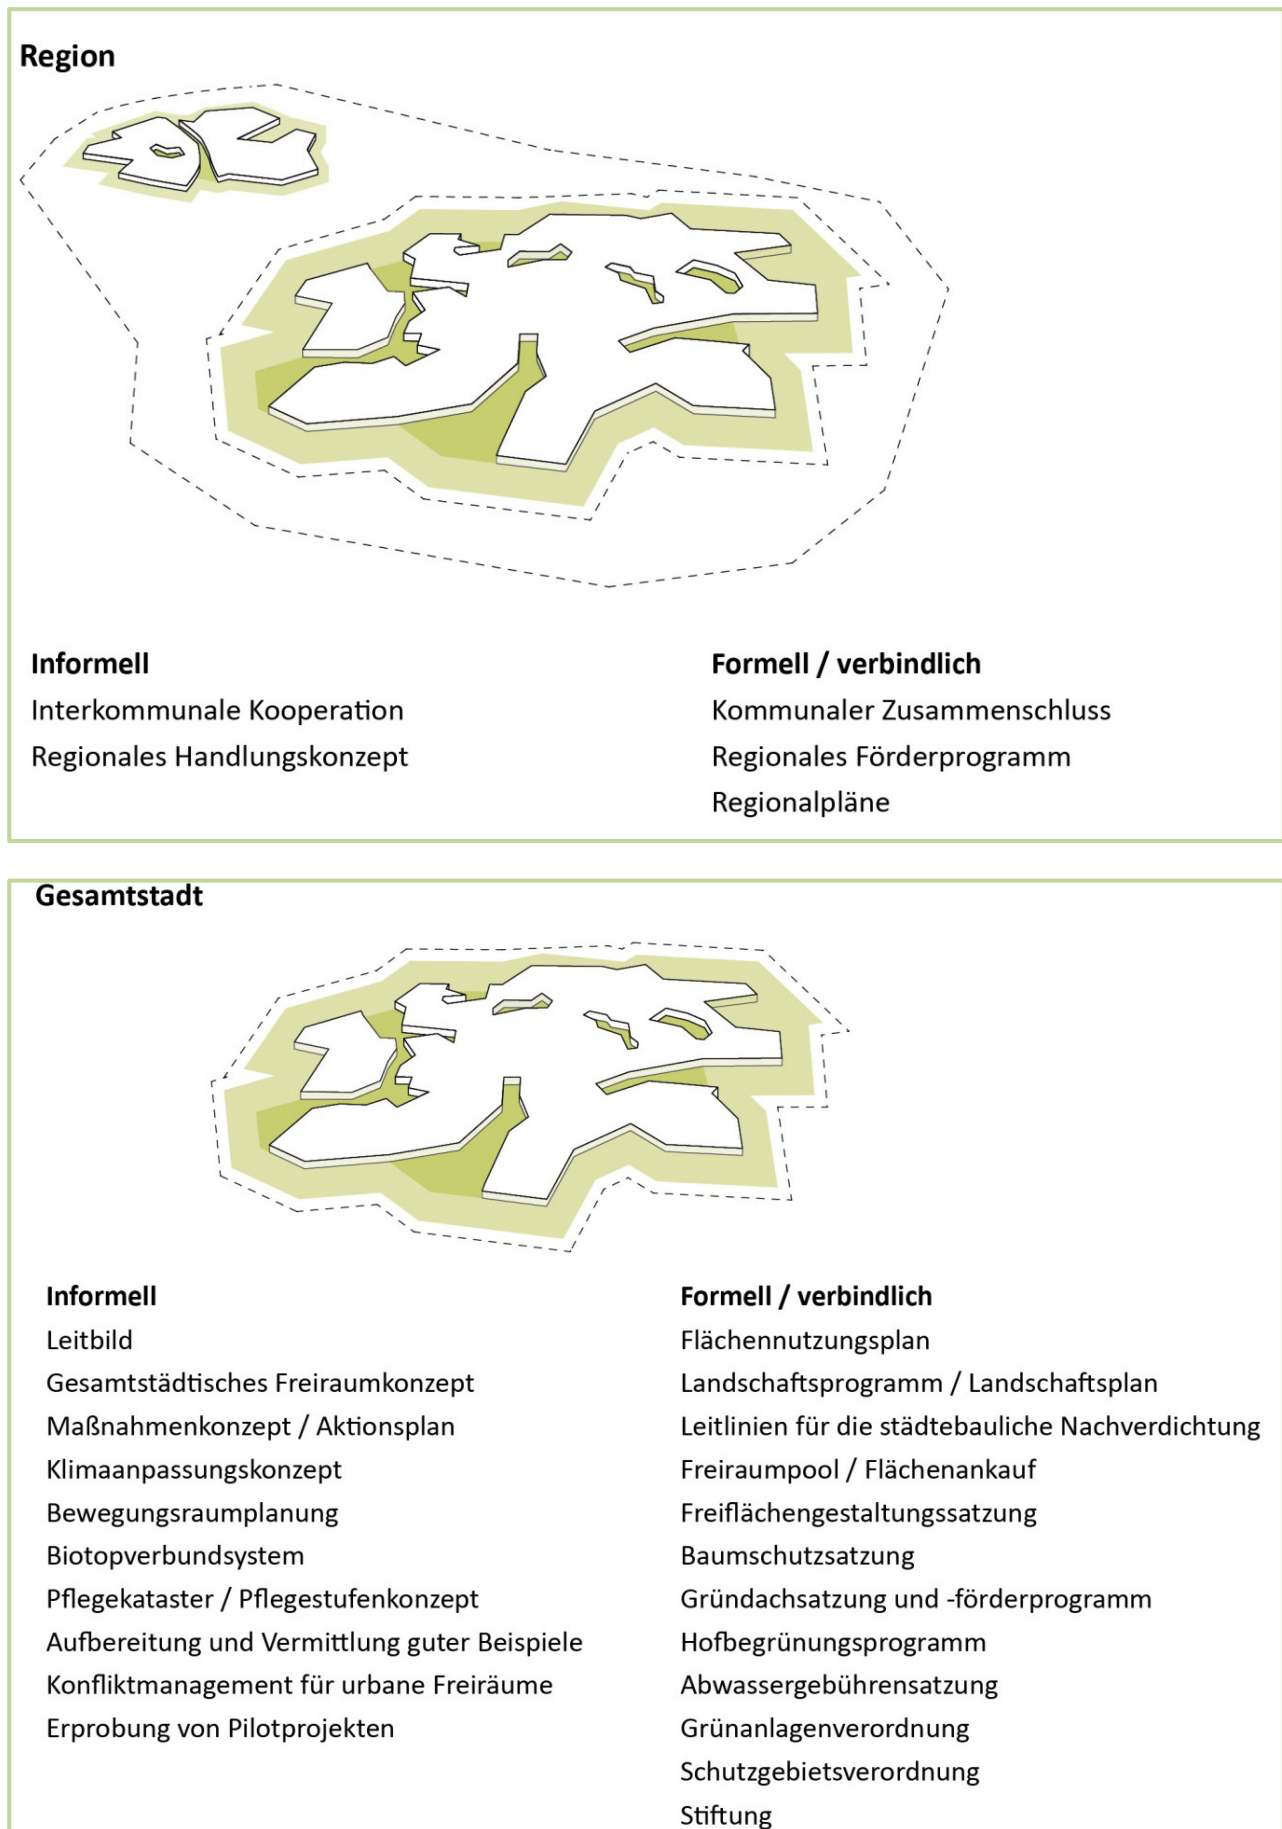 Region
Informell
Interkommunale Kooperation
Regionales Handlungskonzept
Formell / verbindlich
Kommunaler Zusammenschluss
Regionales Förderprogramm
Regionalpläne
Gesamtstadt
Informell
Leitbild
Gesamtstädtisches Freiraumkonzept
Maßnahmenkonzept / Aktionsplan
Klimaanpassungskonzept
Bewegungsraumplanung
Biotopverbundsystem
Pflegekataster / Pflegestufenkonzept
Aufbereitung und Vermittlung guter Beispiele
Konfliktmanagement für urbane Freiräume
Erprobung von Pilotprojekten
Formell / verbindlich
Flächennutzungsplan
Landschaftsprogramm / Landschaftsplan
Leitlinien für die städtebauliche Nachverdichtung
Freiraumpool / Flächenankauf
Freiflächengestaltungssatzung
Baumschutzsatzung
Gründachsatzung und -förderprogramm
Hofbegrünungsprogramm
Abwassergebührensatzung
Grünanlagenverordnung
Schutzgebietsverordnung
Stiftung